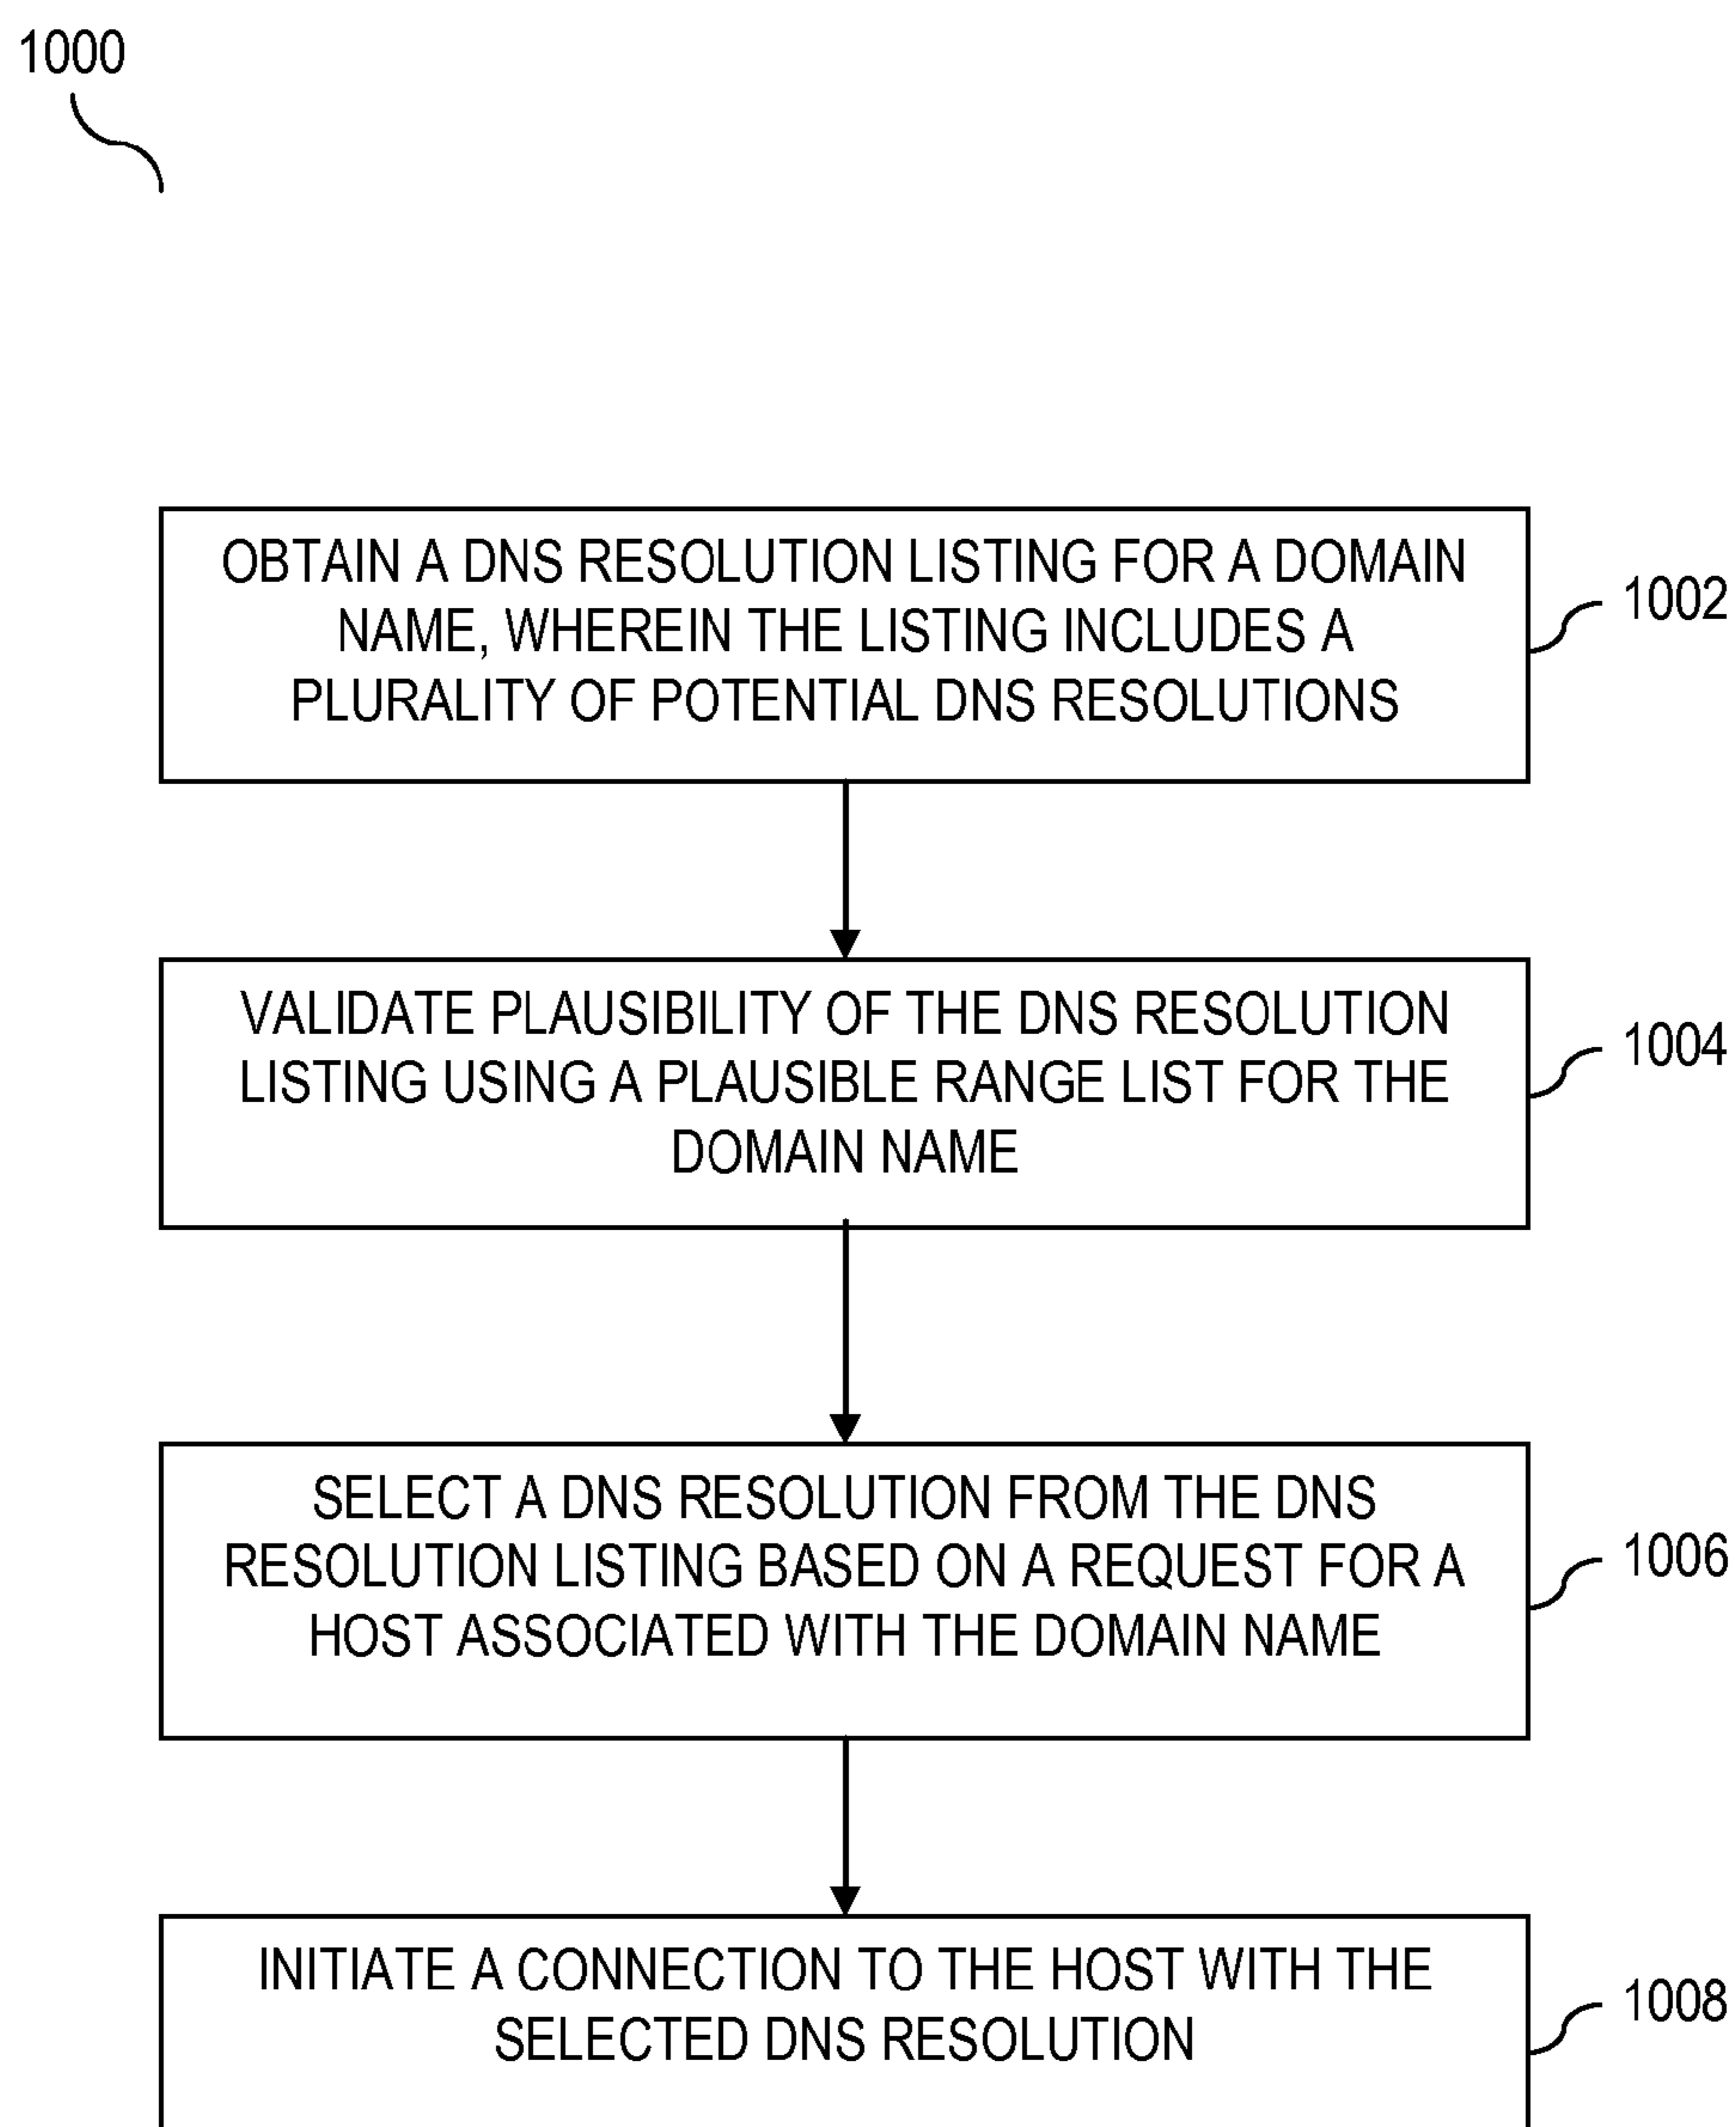 1000
OBTAIN A DNS RESOLUTION LISTING FOR A DOMAIN
NAME, WHEREIN THE LISTING INCLUDES A
PLURALITY OF POTENTIAL DNS RESOLUTIONS
1002
VALIDATE PLAUSIBILITY OF THE DNS RESOLUTION
LISTING USING A PLAUSIBLE RANGE LIST FOR THE
DOMAIN NAME
1004
SELECT A DNS RESOLUTION FROM THE DNS
RESOLUTION LISTING BASED ON A REQUEST FOR A
HOST ASSOCIATED WITH THE DOMAIN NAME
1006
INITIATE A CONNECTION TO THE HOST WITH THE
SELECTED DNS RESOLUTION
1008